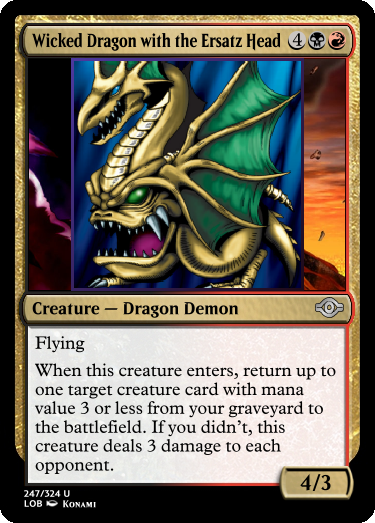 Wicked Dragon with the Ersatz Head 4
Creature — Dragon Demon
Flying
When this creature enters, return up to
one target creature card with mana
value 3 or less from your graveyard to
the battlefield. If you didn't, this
creature deals 3 damage to each
opponent.
4/3
247/324 U
LOB Konami